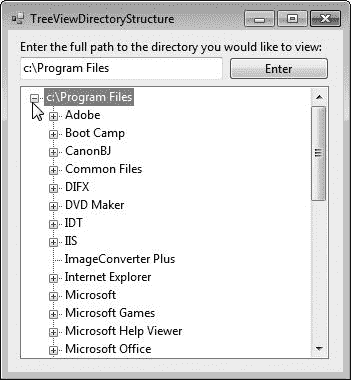 TreeViewDirectoryStructure
Enter the full path to the directory you would like to view:
c:\Program Files
Enter
c:\Program Files
Adobe
Boot Camp
CanonBJ
Common Files
DIFX
DVD Maker
IDT
IIS
ImageConverter Plus
Internet Explorer
Microsoft
Microsoft Games
Microsoft Help Viewer
Microsoft Office